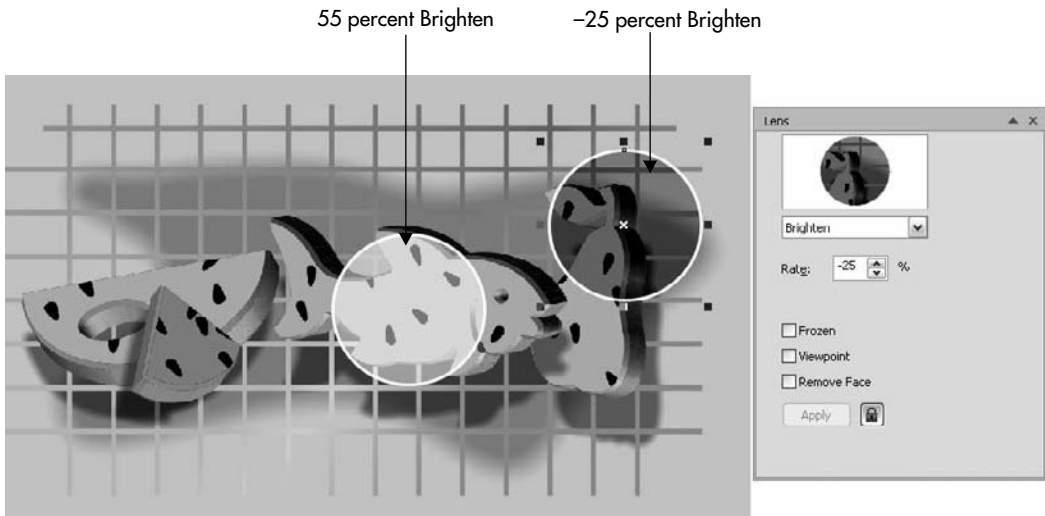 55 percent Brighten
−25 percent Brighten
Lens
Brighten
Rate: -25 %
Frozen
Viewpoint
Remove Face
Apply